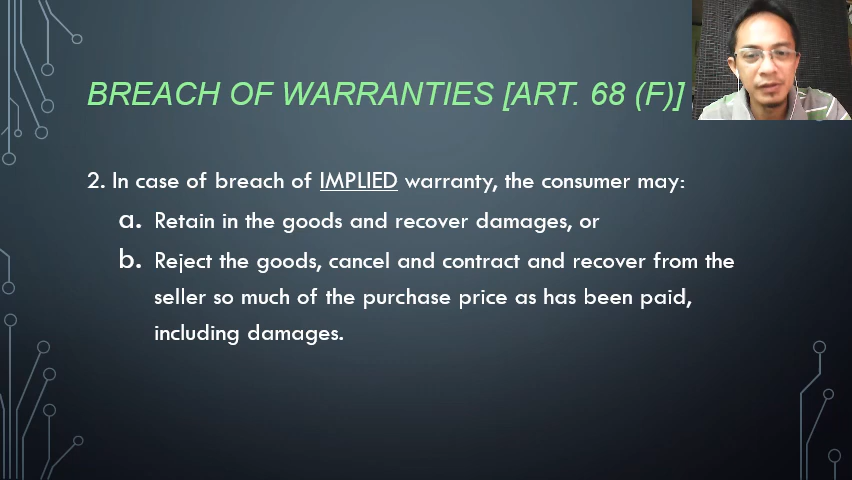 BREACH OF WARRANTIES [ART. 68 (F)]
2. In case of breach of IMPLIED warranty, the consumer may:
a. Retain in the goods and recover damages, or
b. Reject the goods, cancel and contract and recover from the
seller so much of the purchase price as has been paid,
including damages.